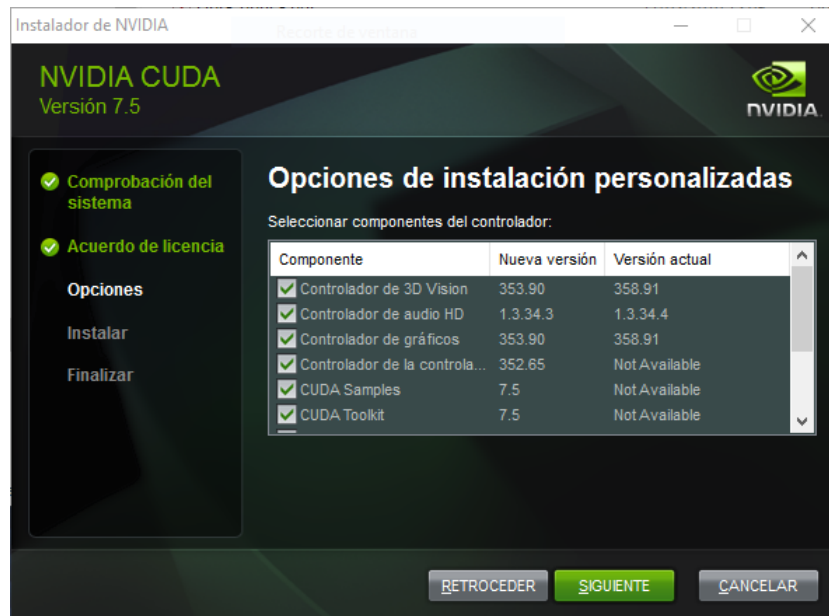 Instalador de NVIDIA
Recorte de ventana
NVIDIA CUDA
Versión 7.5
NVIDIA.
Comprobación del
sistema
Acuerdo de licencia
Opciones
Instalar
Finalizar
Opciones de instalación personalizadas
Seleccionar componentes del controlador:
Componente Nueva versión Versión actual
Controlador de 3D Vision 353.90 358.91
Controlador de audio HD 1.3.34.3 1.3.34.4
Controlador de gráficos 353.90 358.91
Controlador de la controla... 352.65 Not Available
CUDA Samples 7.5 Not Available
CUDA Toolkit 7.5 Not Available
RETROCEDER SIGUIENTE CANCELAR